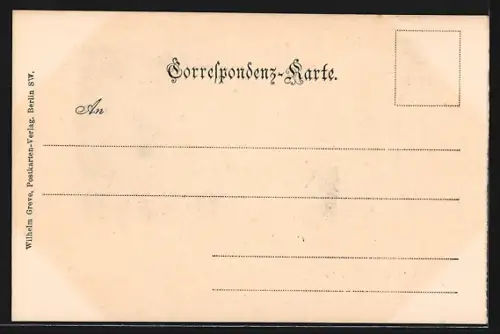 Correspondenz-Karte.
An
Wilhelm Greve, Postkarten-Verlag, Berlin SW.